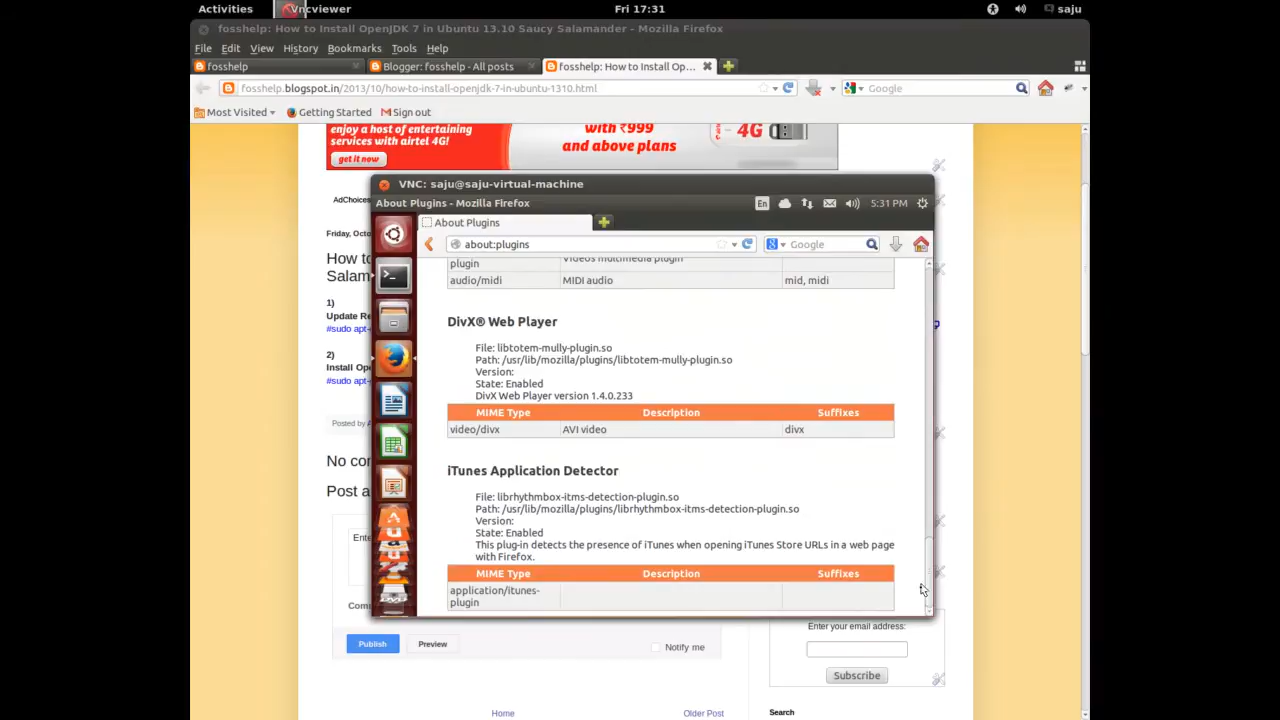 Activities
Vncviewer
Fri 17:31
saju
fosshelp: How to Install OpenJDK 7 in Ubuntu 13.10 Saucy Salamander - Mozilla Firefox
File Edit View History Bookmarks Tools Help
fosshelp
Blogger: fosshelp - All posts
fosshelp: How to Install Op...
fosshelp.blogspot.in/2013/10/how-to-install-openjdk-7-in-ubuntu-1310.html
Google
Most Visited
Getting Started
Sign out
enjoy a host of entertaining
services with airtel 4G!
get it now
with ₹999
and above plans
4G
AdChoices
Friday, Octo
How to
Salam
1)
Update Re
#sudo apt-
2)
Install Op
#sudo apt-
Posted by
No co
Post a
Ente
Com
Publish
Preview
Notify me
Home
Older Post
Enter your email address:
Subscribe
Search
VNC: saju@saju-virtual-machine
About Plugins - Mozilla Firefox
En
5:31 PM
About Plugins
about:plugins
Google
plugin
Videos multimedia plugin
audio/midi MIDI audio mid, midi
DivX® Web Player
File: libtotem-mully-plugin.so
Path: /usr/lib/mozilla/plugins/libtotem-mully-plugin.so
Version:
State: Enabled
DivX Web Player version 1.4.0.233
MIME Type Description Suffixes
video/divx AVI video divx
iTunes Application Detector
File: librhythmbox-itms-detection-plugin.so
Path: /usr/lib/mozilla/plugins/librhythmbox-itms-detection-plugin.so
Version:
State: Enabled
This plug-in detects the presence of iTunes when opening iTunes Store URLs in a web page
with Firefox.
MIME Type Description Suffixes
application/itunes-
plugin